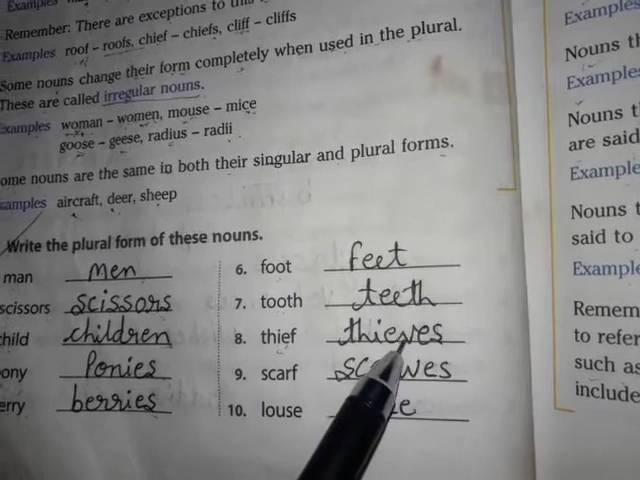 Examples
Remember: There are exceptions to this
Examples roof – roofs, chief – chiefs, cliff – cliffs
Some nouns change their form completely when used in the plural.
These are called irregular nouns.
Examples woman – women, mouse – mice
goose – geese, radius – radii
ome nouns are the same in both their singular and plural forms.
amples aircraft, deer, sheep
Write the plural form of these nouns.
man men
scissors scissors
hild children
ony Ponies
erry berries
6. foot feet
7. tooth teeth
8. thief thieves
9. scarf
10. louse
Examples
Nouns th
Examples
Nouns t
are said
Example
Nouns t
said to
Example
Remem
to refer
such as
include